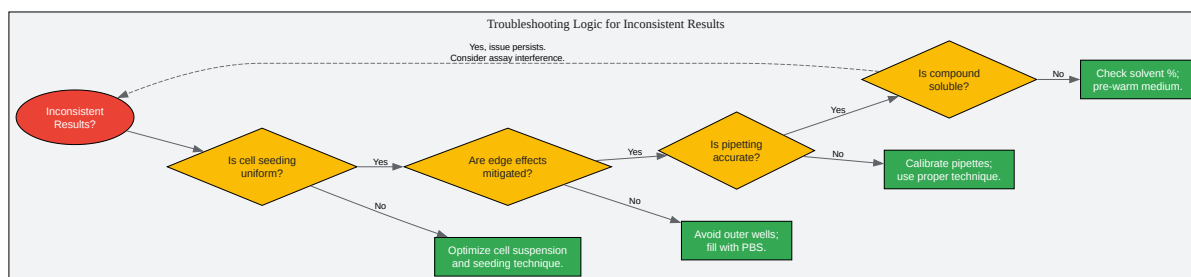 Troubleshooting Logic for Inconsistent Results
Yes, issue persists.
Consider assay interference.
Inconsistent
Results?
Is cell seeding
uniform?
Yes
No
Optimize cell suspension
and seeding technique.
Are edge effects
mitigated?
Yes
No
Avoid outer wells;
fill with PBS.
Is pipetting
accurate?
Yes
No
Calibrate pipettes;
use proper technique.
Is compound
soluble?
No
Check solvent %;
pre-warm medium.